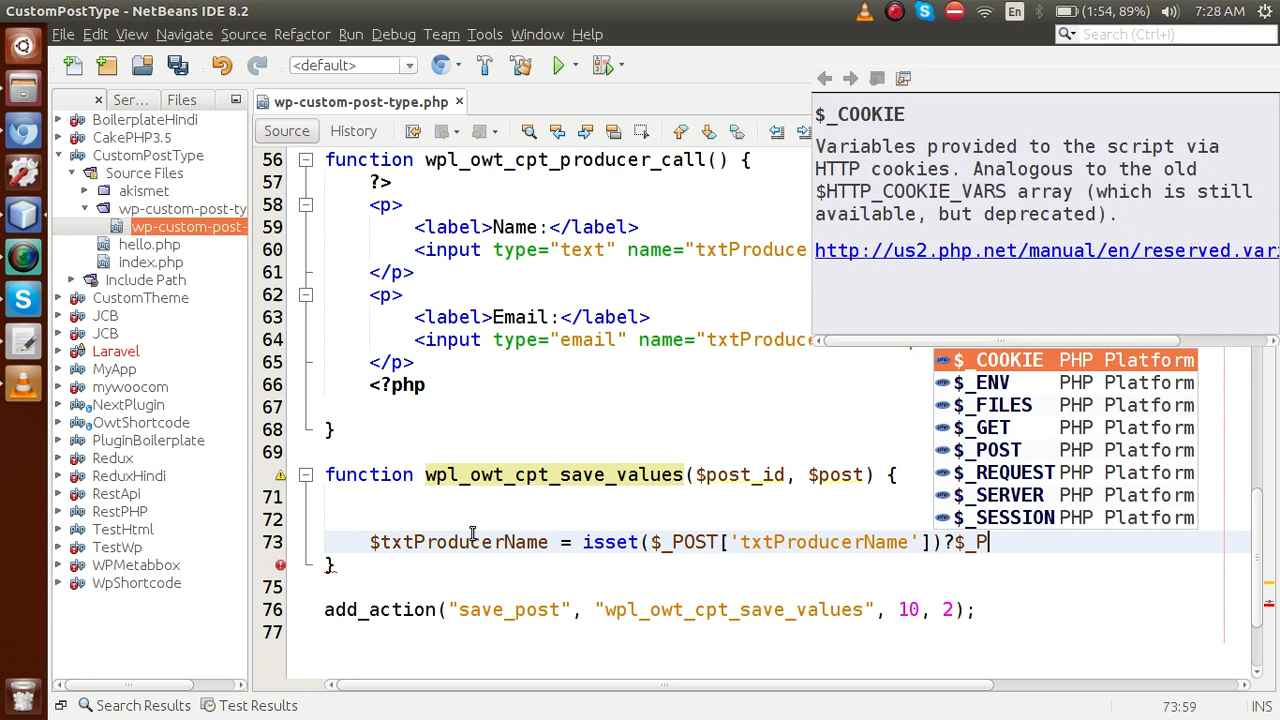 CustomPostType - NetBeans IDE 8.2
En
(1:54, 89%)
7:28 AM
File Edit View Navigate Source Refactor Run Debug Team Tools Window Help
Search (Ctrl+I)
<default>
Ser... Files
wp-custom-post-type.php
Source History
BoilerplateHindi
CakePHP3.5
CustomPostType
Source Files
akismet
wp-custom-post-ty
wp-custom-post-
hello.php
index.php
Include Path
CustomTheme
JCB
JCB
Laravel
MyApp
mywoocom
NextPlugin
OwtShortcode
PluginBoilerplate
Redux
ReduxHindi
RestApi
RestPHP
TestHtml
TestWp
WPMetabbox
WpShortcode
56 function wpl_owt_cpt_producer_call() {
57 ?>
58 <p>
59 <label>Name:</label>
60 <input type="text" name="txtProduce
61 </p>
62 <p>
63 <label>Email:</label>
64 <input type="email" name="txtProduc
65 </p>
66 <?php
67
68 }
69
function wpl_owt_cpt_save_values($post_id, $post) {
71
72
73 $txtProducerName = isset($_POST['txtProducerName'])?$_P
}
75
76 add_action("save_post", "wpl_owt_cpt_save_values", 10, 2);
77
$_COOKIE
Variables provided to the script via
HTTP cookies. Analogous to the old
$HTTP_COOKIE_VARS array (which is still
available, but deprecated).
http://us2.php.net/manual/en/reserved.vari
$_COOKIE PHP Platform
$_ENV PHP Platform
$_FILES PHP Platform
$_GET PHP Platform
$_POST PHP Platform
$_REQUEST PHP Platform
$_SERVER PHP Platform
$_SESSION PHP Platform
Search Results Test Results
73:59 INS